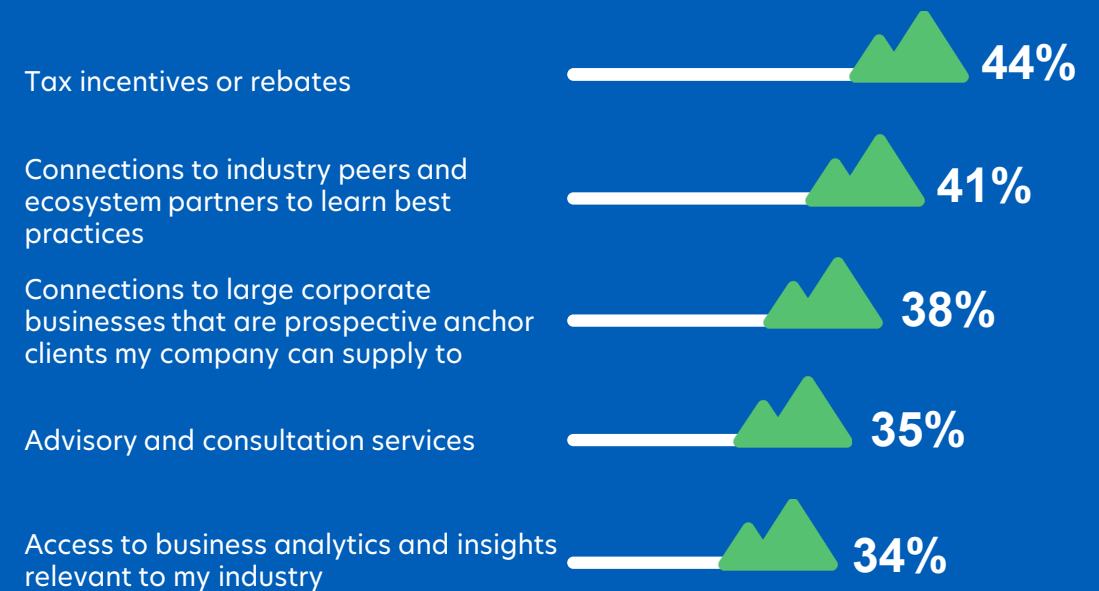 Tax incentives or rebates
44%
Connections to industry peers and
ecosystem partners to learn best
practices
41%
Connections to large corporate
businesses that are prospective anchor
clients my company can supply to
38%
Advisory and consultation services
35%
Access to business analytics and insights
relevant to my industry
34%